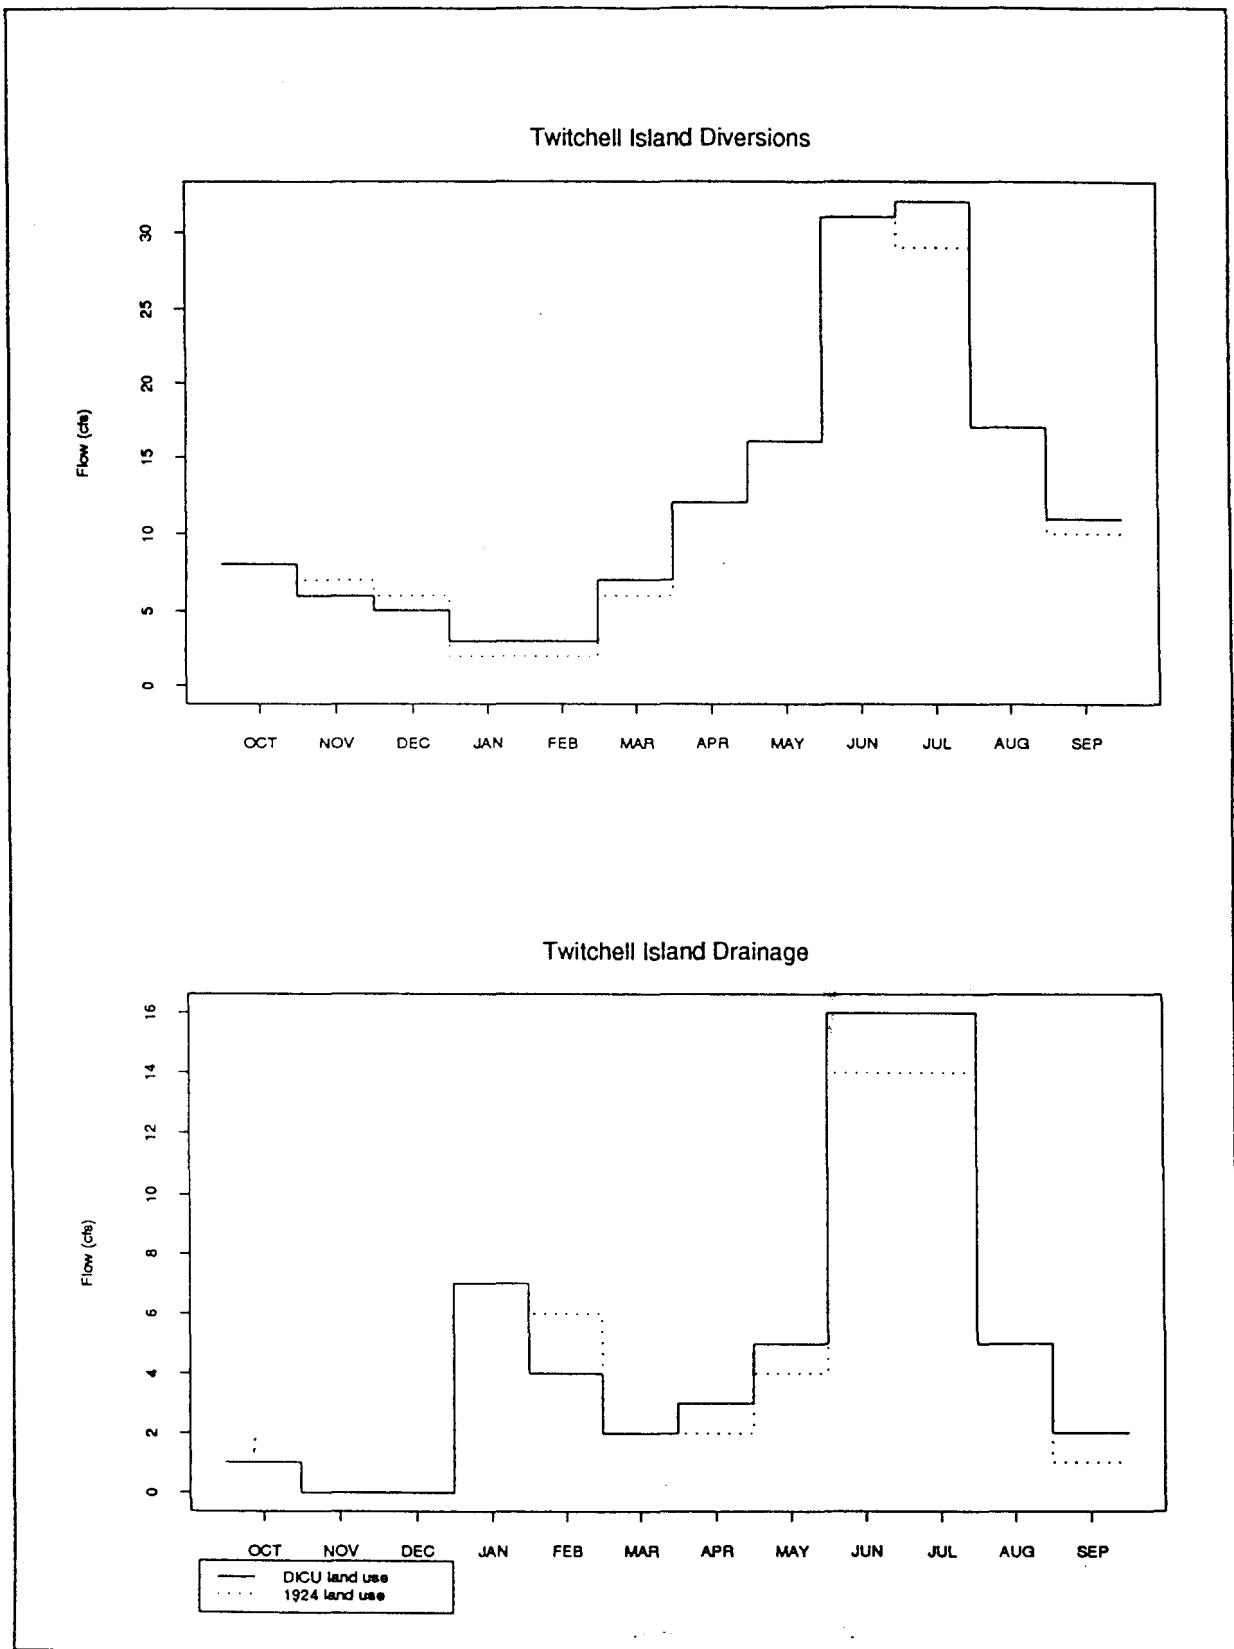 Twitchell Island Diversions
30
25
20
15
10
5
0
Flow (cfs)
OCT NOV DEC JAN FEB MAR APR MAY JUN JUL AUG SEP
Twitchell Island Drainage
16
14
12
10
8
6
4
2
0
Flow (cfs)
OCT NOV DEC JAN FEB MAR APR MAY JUN JUL AUG SEP
DICU land use
1924 land use